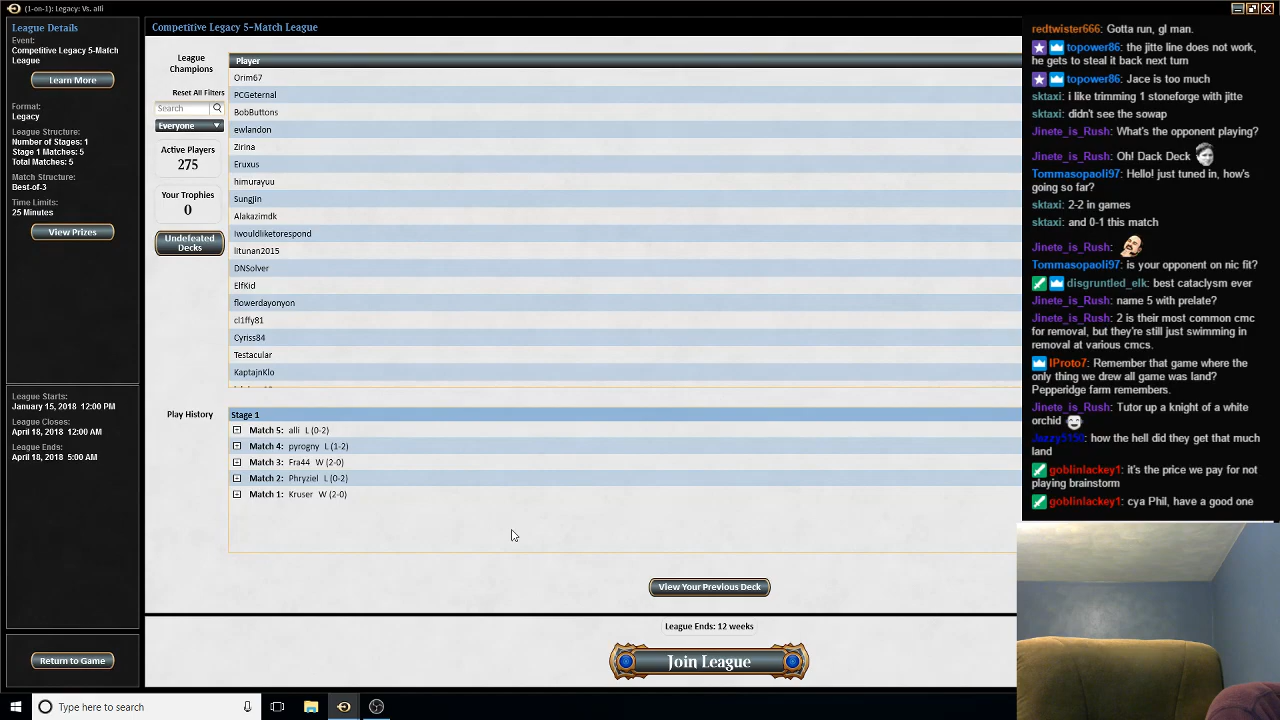 (1-on-1): Legacy: Vs. alli
League Details
Event:
Competitive Legacy 5-Match
League
Learn More
Format:
Legacy
League Structure:
Number of Stages: 1
Stage 1 Matches: 5
Total Matches: 5
Match Structure:
Best-of-3
Time Limits:
25 Minutes
View Prizes
League Starts:
January 15, 2018 12:00 PM
League Closes:
April 18, 2018 12:00 AM
League Ends:
April 18, 2018 5:00 AM
Return to Game
Competitive Legacy 5-Match League
League
Champions
Reset All Filters
Search
Everyone
Active Players
275
Your Trophies
0
Undefeated
Decks
Player
Orim67
PCGeternal
BobButtons
ewlandon
Zirina
Eruxus
himurayuu
Sungjin
Alakazimdk
Iwouldliketorespond
litunan2015
DNSolver
ElfKid
flowerdayonyon
cl1ffy81
Cyriss84
Testacular
KaptajnKlo
Play History
Stage 1
Match 5: alli L (0-2)
Match 4: pyrogny L (1-2)
Match 3: Fra44 W (2-0)
Match 2: Phryziel L (0-2)
Match 1: Kruser W (2-0)
View Your Previous Deck
League Ends: 12 weeks
Join League
redtwister666: Gotta run, gl man.
topower86: the jitte line does not work,
he gets to steal it back next turn
topower86: Jace is too much
sktaxi: i like trimming 1 stoneforge with jitte
sktaxi: didn't see the sowap
Jinete_is_Rush: What's the opponent playing?
Jinete_is_Rush: Oh! Dack Deck
Tommasopaoli97: Hello! just tuned in, how's
going so far?
sktaxi: 2-2 in games
sktaxi: and 0-1 this match
Jinete_is_Rush:
Tommasopaoli97: is your opponent on nic fit?
disgruntled_elk: best cataclysm ever
Jinete_is_Rush: name 5 with prelate?
Jinete_is_Rush: 2 is their most common cmc
for removal, but they're still just swimming in
removal at various cmcs.
IProto7: Remember that game where the
only thing we drew all game was land?
Pepperidge farm remembers.
Jinete_is_Rush: Tutor up a knight of a white
orchid
Jazzy5150: how the hell did they get that much
land
goblinlackey1: it's the price we pay for not
playing brainstorm
goblinlackey1: cya Phil, have a good one
Type here to search